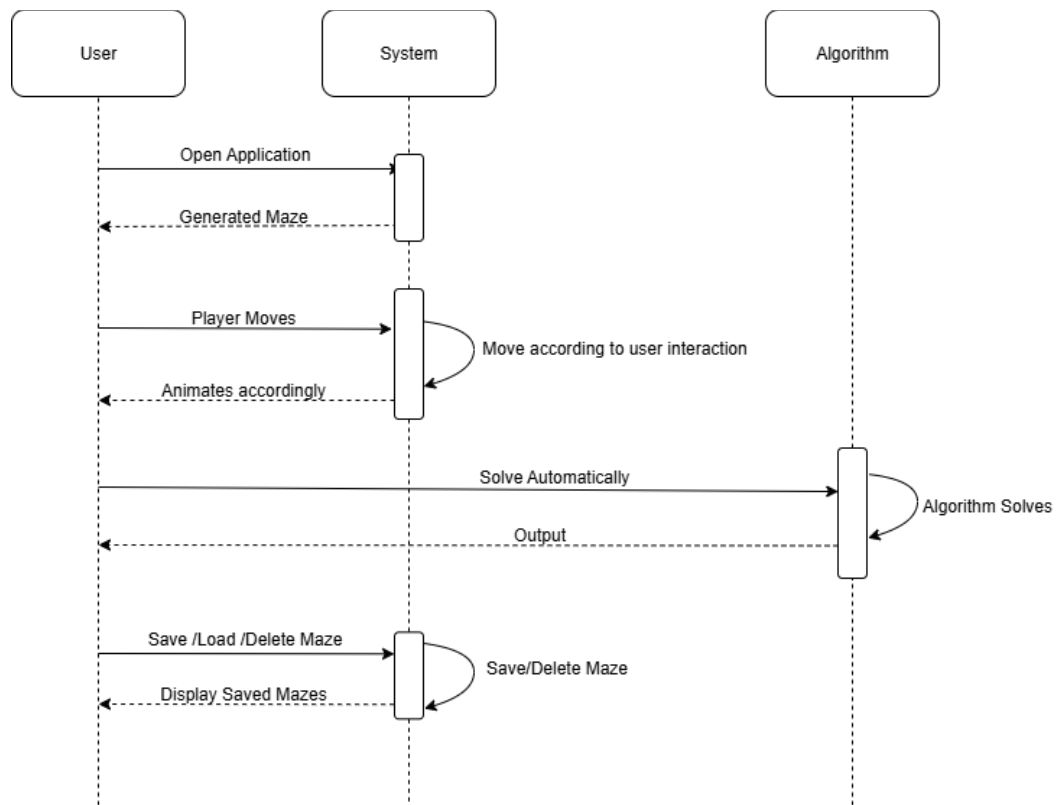 User
System
Algorithm
Open Application
Generated Maze
Player Moves
Move according to user interaction
Animates accordingly
Solve Automatically
Algorithm Solves
Output
Save /Load /Delete Maze
Save/Delete Maze
Display Saved Mazes